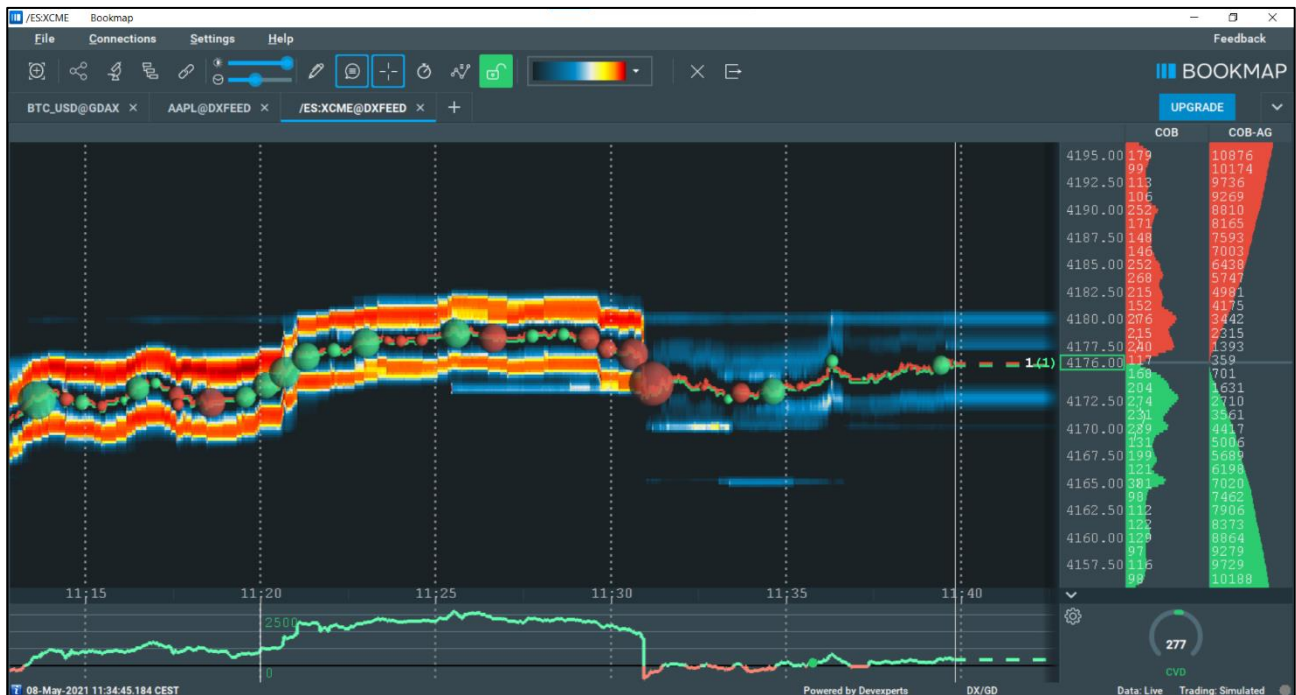 /ES:XCME Bookmap
File Connections Settings Help Feedback
BOOKMAP
BTC_USD@GDAX × AAPL@DXFEED × /ES:XCME@DXFEED × + UPGRADE
COB COB-AG
4195.00 179 10876
99 10174
4192.50 113 9736
106 9269
4190.00 252 8810
171 8165
4187.50 148 7593
146 7003
4185.00 252 6438
268 5747
4182.50 215 4981
152 4175
4180.00 276 3442
215 2315
4177.50 240 1393
1 (1) 4176.00 117 359
168 701
204 1631
4172.50 274 2710
231 3561
4170.00 289 4417
131 5006
4167.50 199 5689
121 6198
4165.00 381 7020
98 7462
4162.50 112 7906
122 8373
4160.00 129 8864
97 9279
4157.50 116 9729
98 10188
11:15 11:20 11:25 11:30 11:35 11:40
2500
0
277
CVD
08-May-2021 11:34:45.184 CEST Powered by Devexperts DX/GD Data: Live Trading: Simulated